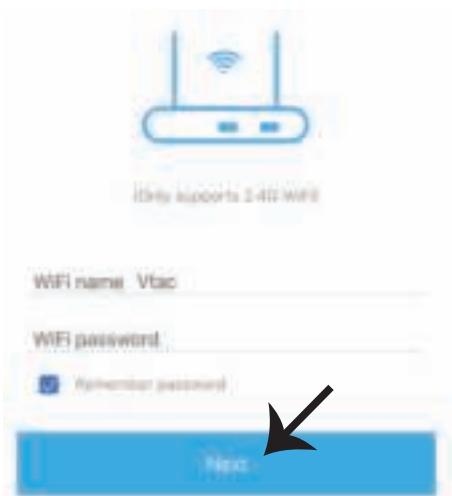 (Only supports 2.4G WiFi)
WiFi name Vtac
WiFi password
Remember password
Next